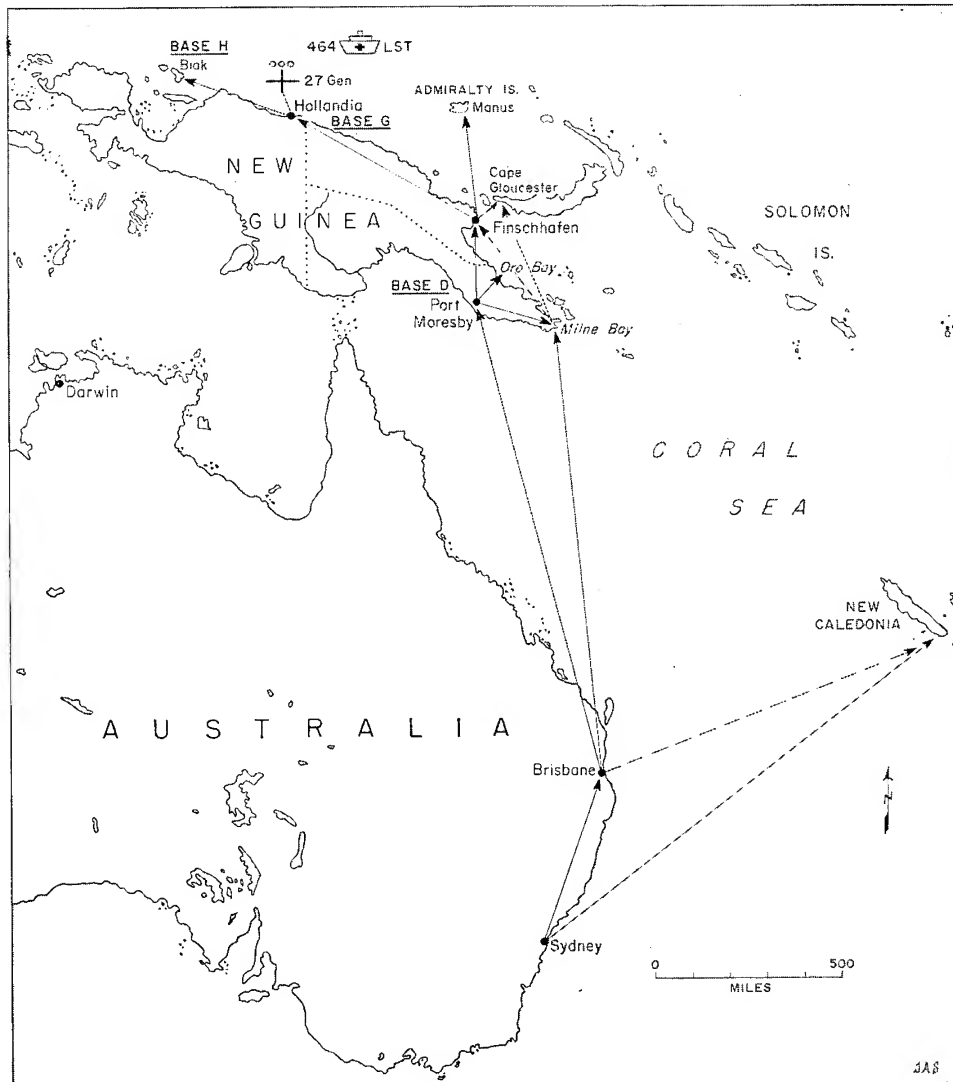 BASE H
Biak
464 LST
ooo
27 Gen
Hollandia
BASE G
ADMIRALTY IS.
Manus
NEW
GUINEA
Cape
Gloucester
Finschhafen
SOLOMON
IS.
Oro Bay
BASE D
Port
Moresby
Milne Bay
Darwin
CORAL
SEA
NEW
CALEDONIA
AUSTRALIA
Brisbane
N
Sydney
0 500
MILES
JAS